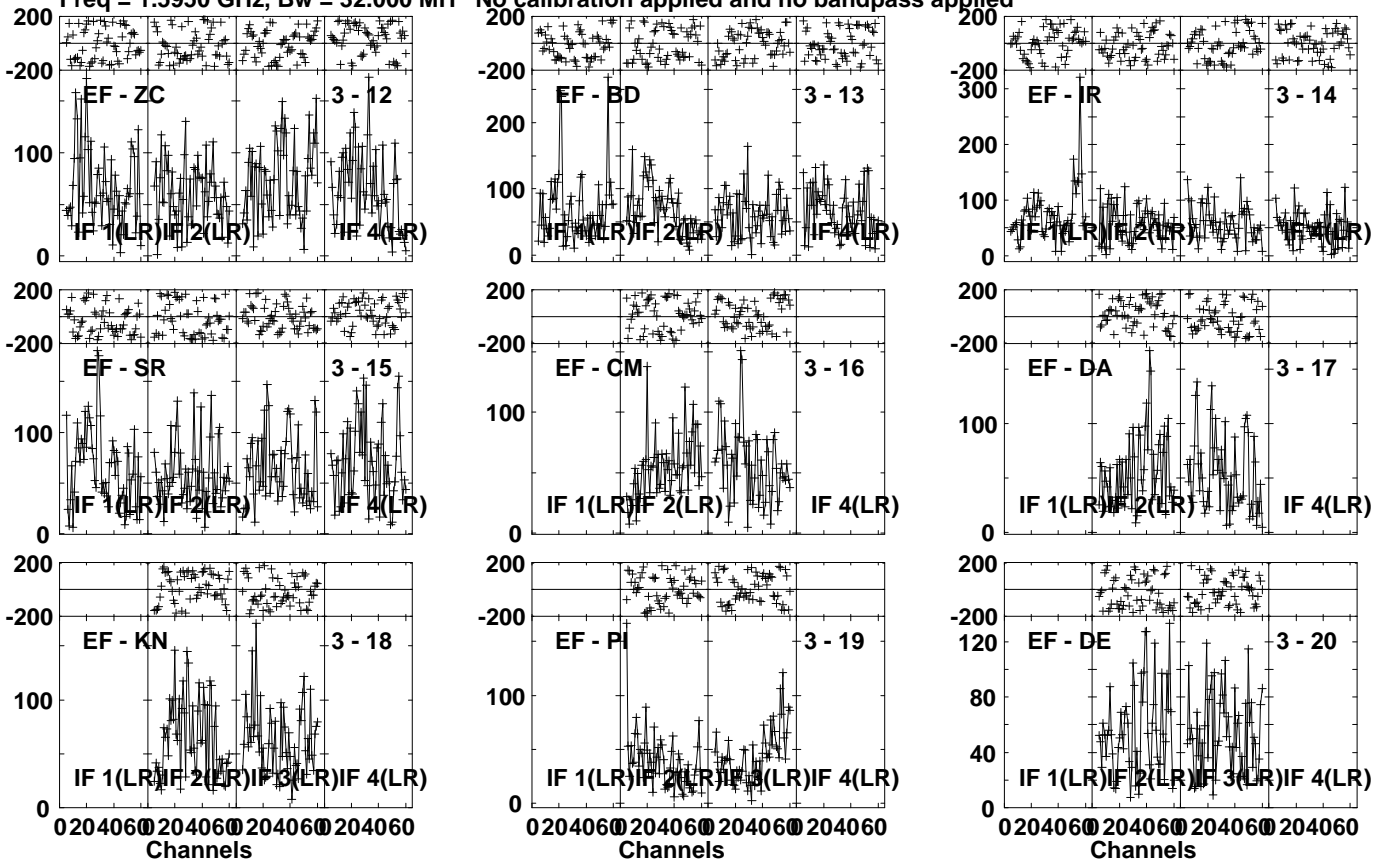 Freq = 1.5950 GHz, Bw = 32.000 MH No calibration applied and no bandpass applied
200 200 200
-200 -200 -200
EF - ZC 3 - 12 EF - BD 3 - 13 EF - IR 3 - 14
300
200 200
100 100 100
IF 1(LR) IF 2(LR) IF 4(LR) IF 1(LR) IF 2(LR) IF 4(LR) IF 1(LR) IF 2(LR) IF 4(LR)
0 0 0
200 200 200
-200 -200 -200
EF - SR 3 - 15 EF - CM 3 - 16 EF - DA 3 - 17
100 100 100
IF 1(LR) IF 2(LR) IF 4(LR) IF 1(LR) IF 2(LR) IF 4(LR) IF 1(LR) IF 2(LR) IF 4(LR)
0 0 0
200 200 200
-200 -200 -200
EF - KN 3 - 18 EF - PI 3 - 19 EF - DE 3 - 20
120
100 100 80
40
IF 1(LR) IF 2(LR) IF 3(LR) IF 4(LR) IF 1(LR) IF 2(LR) IF 3(LR) IF 4(LR) IF 1(LR) IF 2(LR) IF 3(LR) IF 4(LR)
0 0 0
0 20 40 60 0 20 40 60 0 20 40 60 0 20 40 60 0 20 40 60 0 20 40 60 0 20 40 60 0 20 40 60 0 20 40 60 0 20 40 60 0 20 40 60 0 20 40 60
Channels Channels Channels